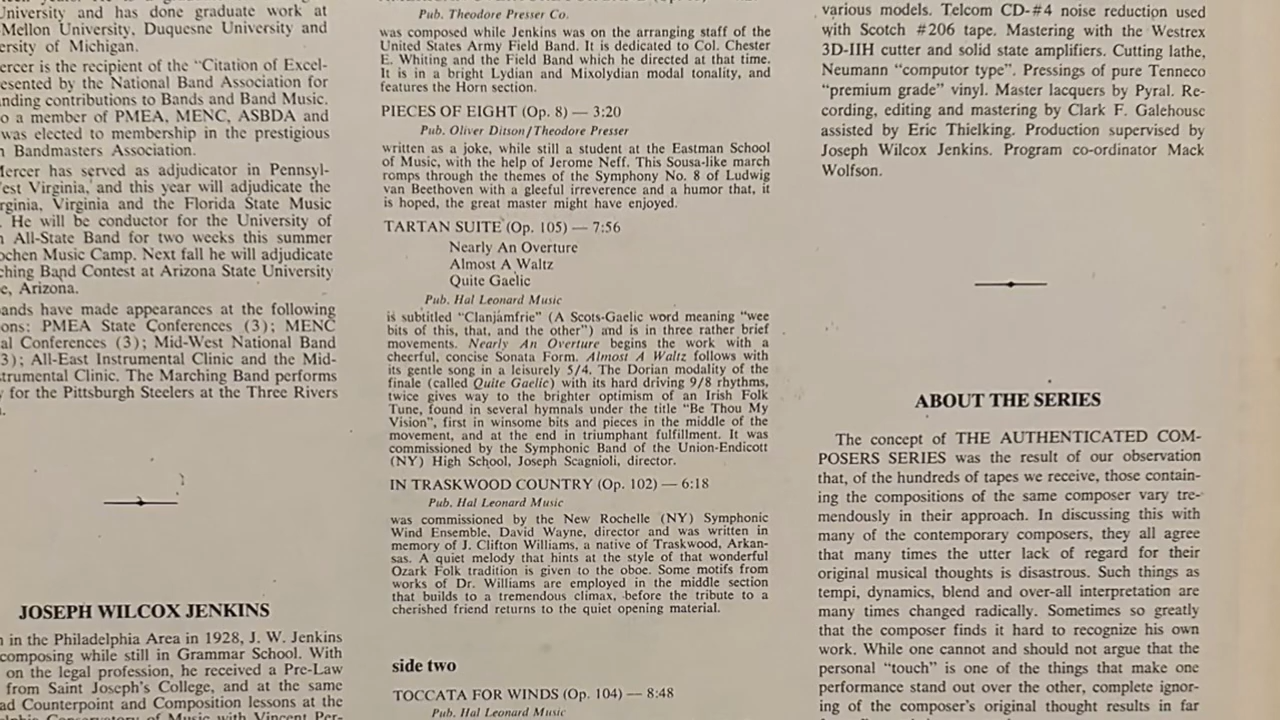 University and has done graduate work at
-Mellon University, Duquesne University and
ersity of Michigan.
ercer is the recipient of the "Citation of Excel-
resented by the National Band Association for
nding contributions to Bands and Band Music.
o a member of PMEA, MENC, ASBDA and
was elected to membership in the prestigious
n Bandmasters Association.
Mercer has served as adjudicator in Pennsyl-
Vest Virginia, and this year will adjudicate the
rginia, Virginia and the Florida State Music
. He will be conductor for the University of
n All-State Band for two weeks this summer
ochen Music Camp. Next fall he will adjudicate
ching Band Contest at Arizona State University
e, Arizona.
ands have made appearances at the following
ons: PMEA State Conferences (3); MENC
al Conferences (3); Mid-West National Band
3); All-East Instrumental Clinic and the Mid-
strumental Clinic. The Marching Band performs
y for the Pittsburgh Steelers at the Three Rivers
JOSEPH WILCOX JENKINS
n in the Philadelphia Area in 1928, J. W. Jenkins
composing while still in Grammar School. With
on the legal profession, he received a Pre-Law
from Saint Joseph's College, and at the same
ad Counterpoint and Composition lessons at the
Conservatory of Music with Vincent Per-
Pub. Theodore Presser Co.
was composed while Jenkins was on the arranging staff of the
United States Army Field Band. It is dedicated to Col. Chester
E. Whiting and the Field Band which he directed at that time.
It is in a bright Lydian and Mixolydian modal tonality, and
features the Horn section.
PIECES OF EIGHT (Op. 8) — 3:20
Pub. Oliver Ditson/Theodore Presser
written as a joke, while still a student at the Eastman School
of Music, with the help of Jerome Neff. This Sousa-like march
romps through the themes of the Symphony No. 8 of Ludwig
van Beethoven with a gleeful irreverence and a humor that, it
is hoped, the great master might have enjoyed.
TARTAN SUITE (Op. 105) — 7:56
Nearly An Overture
Almost A Waltz
Quite Gaelic
Pub. Hal Leonard Music
is subtitled "Clanjamfrie" (A Scots-Gaelic word meaning "wee
bits of this, that, and the other") and is in three rather brief
movements. Nearly An Overture begins the work with a
cheerful, concise Sonata Form. Almost A Waltz follows with
its gentle song in a leisurely 5/4. The Dorian modality of the
finale (called Quite Gaelic) with its hard driving 9/8 rhythms,
twice gives way to the brighter optimism of an Irish Folk
Tune, found in several hymnals under the title "Be Thou My
Vision", first in winsome bits and pieces in the middle of the
movement, and at the end in triumphant fulfillment. It was
commissioned by the Symphonic Band of the Union-Endicott
(NY) High School, Joseph Scagnioli, director.
IN TRASKWOOD COUNTRY (Op. 102) — 6:18
Pub. Hal Leonard Music
was commissioned by the New Rochelle (NY) Symphonic
Wind Ensemble, David Wayne, director and was written in
memory of J. Clifton Williams, a native of Traskwood, Arkan-
sas. A quiet melody that hints at the style of that wonderful
Ozark Folk tradition is given to the oboe. Some motifs from
works of Dr. Williams are employed in the middle section
that builds to a tremendous climax, before the tribute to a
cherished friend returns to the quiet opening material.
side two
TOCCATA FOR WINDS (Op. 104) — 8:48
Pub. Hal Leonard Music
various models. Telcom CD-#4 noise reduction used
with Scotch #206 tape. Mastering with the Westrex
3D-IIH cutter and solid state amplifiers. Cutting lathe,
Neumann "computor type". Pressings of pure Tenneco
"premium grade" vinyl. Master lacquers by Pyral. Re-
cording, editing and mastering by Clark F. Galehouse
assisted by Eric Thielking. Production supervised by
Joseph Wilcox Jenkins. Program co-ordinator Mack
Wolfson.
ABOUT THE SERIES
The concept of THE AUTHENTICATED COM-
POSERS SERIES was the result of our observation
that, of the hundreds of tapes we receive, those contain-
ing the compositions of the same composer vary tre-
mendously in their approach. In discussing this with
many of the contemporary composers, they all agree
that many times the utter lack of regard for their
original musical thoughts is disastrous. Such things as
tempi, dynamics, blend and over-all interpretation are
many times changed radically. Sometimes so greatly
that the composer finds it hard to recognize his own
work. While one cannot and should not argue that the
personal "touch" is one of the things that make one
performance stand out over the other, complete ignor-
ing of the composer's original thought results in far